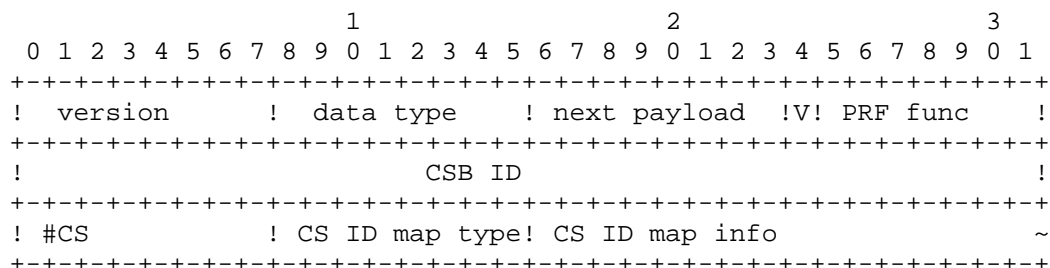 1                   2                   3
 0 1 2 3 4 5 6 7 8 9 0 1 2 3 4 5 6 7 8 9 0 1 2 3 4 5 6 7 8 9 0 1
+-+-+-+-+-+-+-+-+-+-+-+-+-+-+-+-+-+-+-+-+-+-+-+-+-+-+-+-+-+-+-+-+
!  version      !  data type    ! next payload  !V! PRF func    !
+-+-+-+-+-+-+-+-+-+-+-+-+-+-+-+-+-+-+-+-+-+-+-+-+-+-+-+-+-+-+-+-+
!                         CSB ID                                !
+-+-+-+-+-+-+-+-+-+-+-+-+-+-+-+-+-+-+-+-+-+-+-+-+-+-+-+-+-+-+-+-+
! #CS           ! CS ID map type! CS ID map info                ~
+-+-+-+-+-+-+-+-+-+-+-+-+-+-+-+-+-+-+-+-+-+-+-+-+-+-+-+-+-+-+-+-+